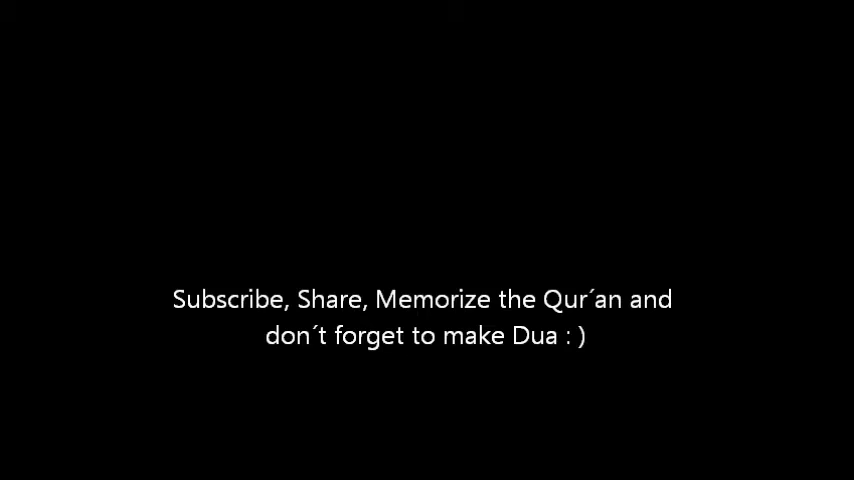 Subscribe, Share, Memorize the Qur´an and
don´t forget to make Dua : )